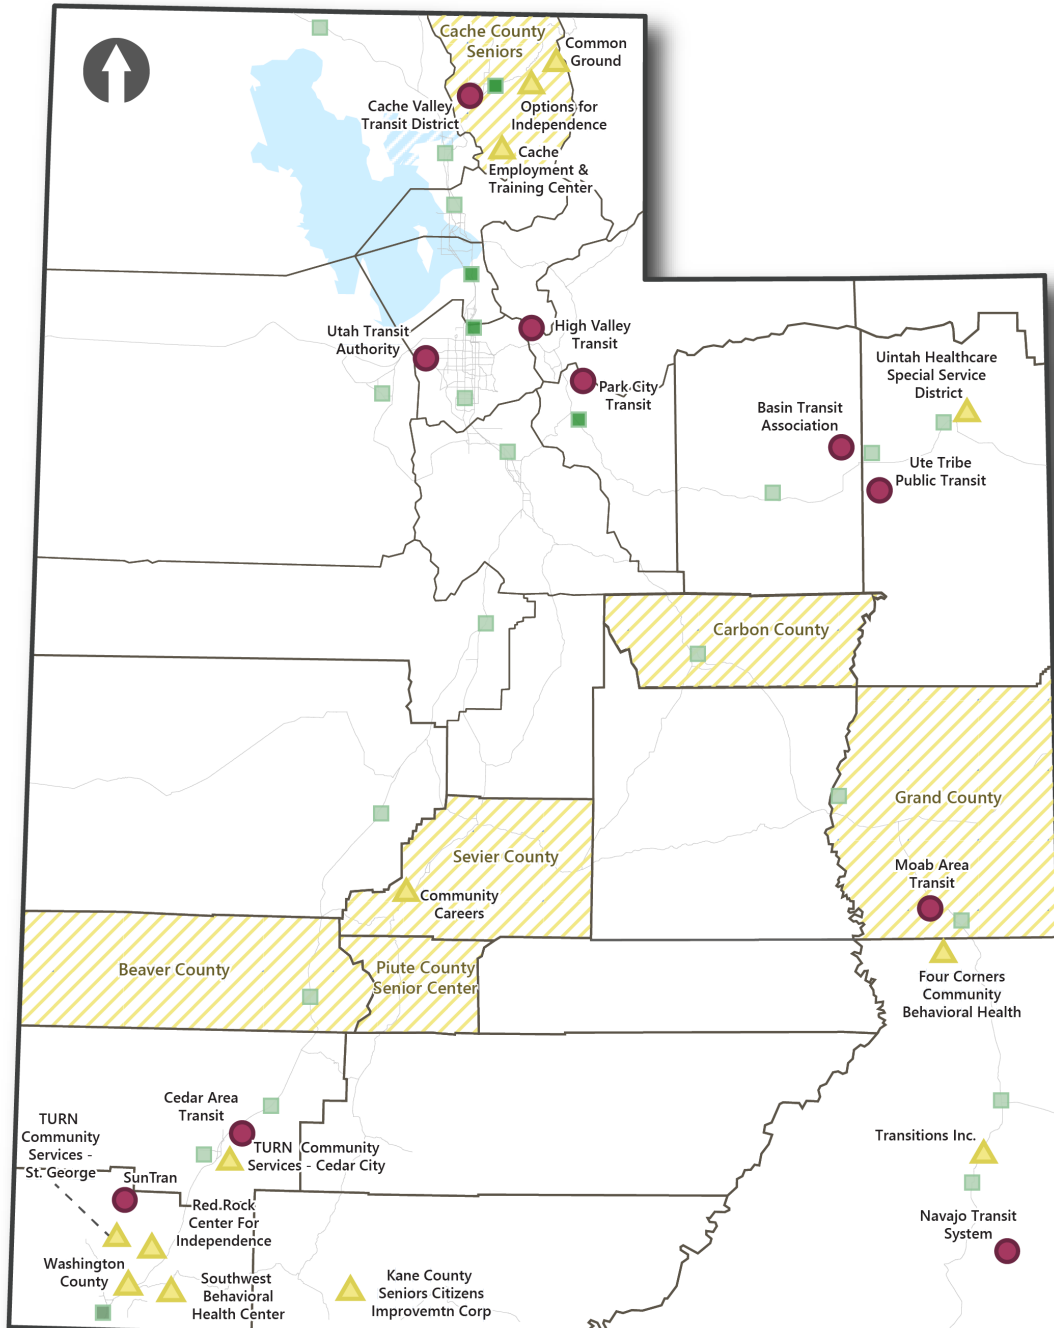 Cache County
Seniors
Common
Ground
Cache Valley
Transit District
Options for
Independence
Cache
Employment &
Training Center
Utah Transit
Authority
High Valley
Transit
Park City
Transit
Uintah Healthcare
Special Service
District
Basin Transit
Association
Ute Tribe
Public Transit
Carbon County
Grand County
Sevier County
Community
Careers
Moab Area
Transit
Beaver County
Piute County
Senior Center
Four Corners
Community
Behavioral Health
Cedar Area
Transit
TURN
Community
Services -
St. George
TURN Community
Services - Cedar City
Transitions Inc.
SunTran
Red Rock
Center For
Independence
Navajo Transit
System
Washington
County
Southwest
Behavioral
Health Center
Kane County
Seniors Citizens
Improvemtn Corp